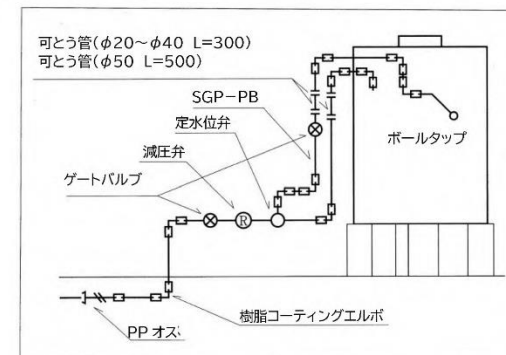 可とう管(φ20～φ40 L=300)
可とう管(φ50 L=500)
SGP－PB
定水位弁
減圧弁
ゲートバルブ
R
ボールタップ
樹脂コーティングエルボ
PP オス